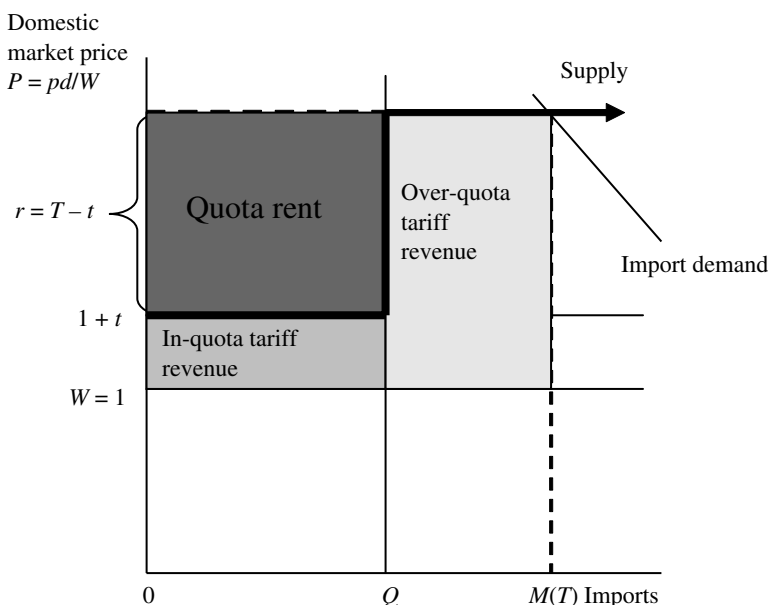 Domestic
market price
P = pd/W
Supply
Quota rent
Over-quota
tariff
revenue
r = T – t
Import demand
1 + t
In-quota tariff
revenue
W = 1
0
Q
M(T) Imports